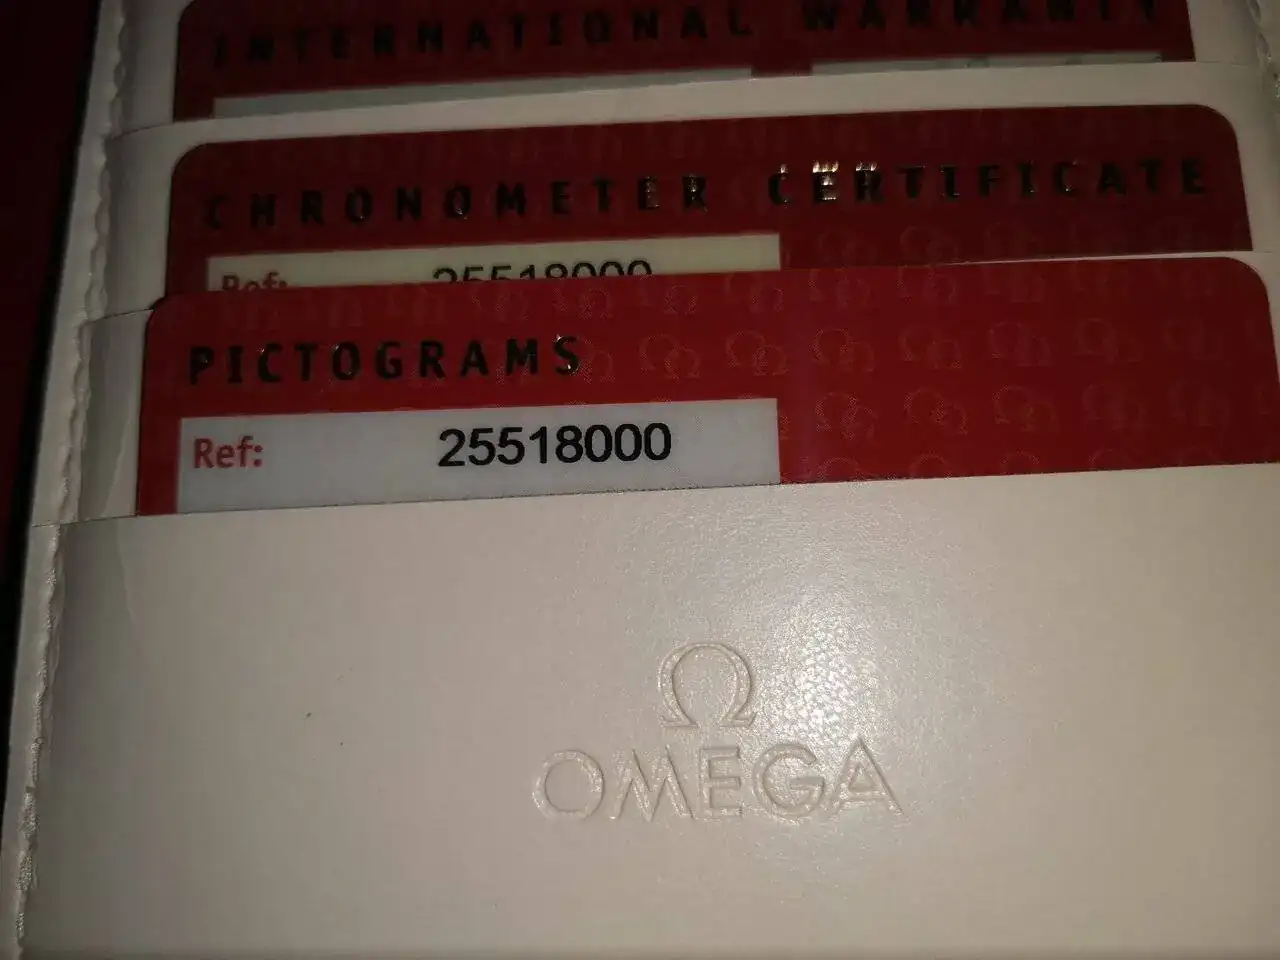 INTERNATIONAL WARRANTY
CHRONOMETER CERTIFICATE
Ref: 25518000
PICTOGRAMS
Ref: 25518000
Ω
OMEGA